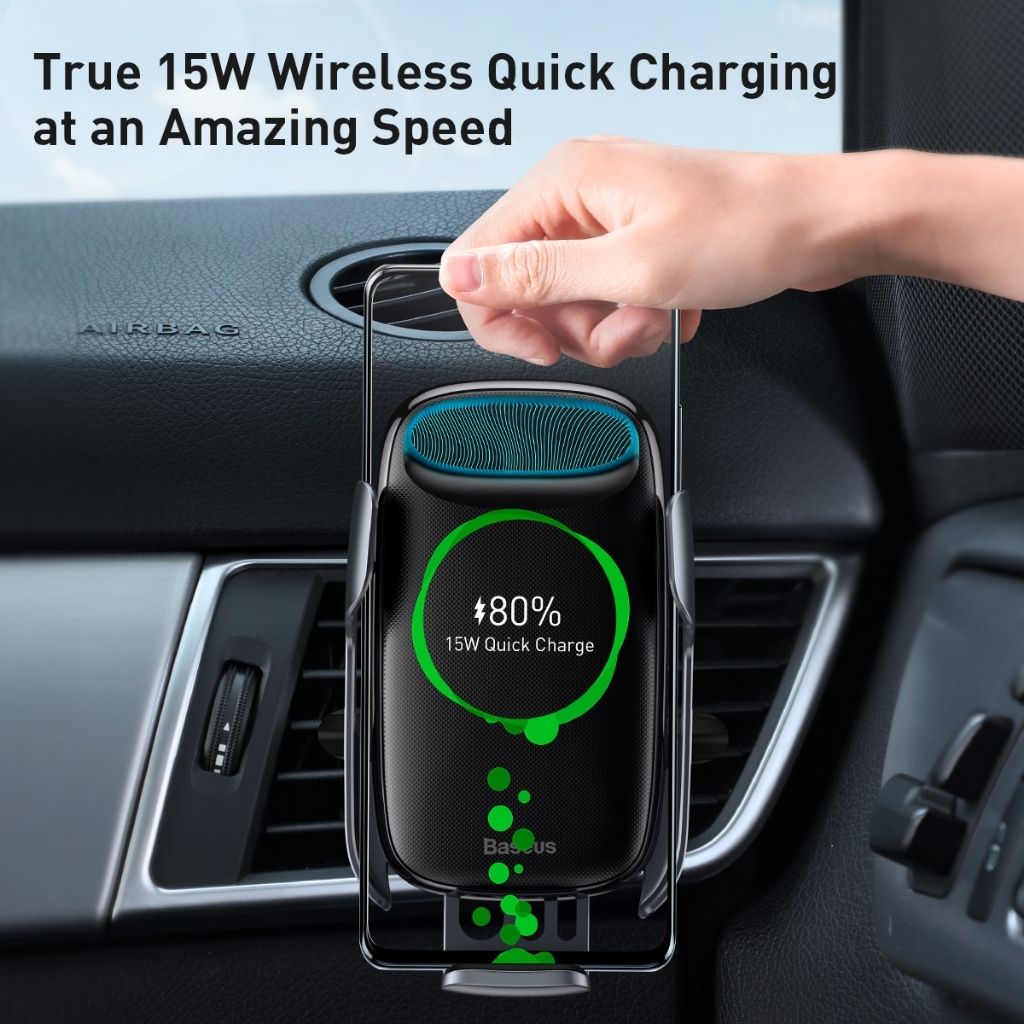 True 15W Wireless Quick Charging
at an Amazing Speed
AIRBAG
80%
15W Quick Charge
Baseus